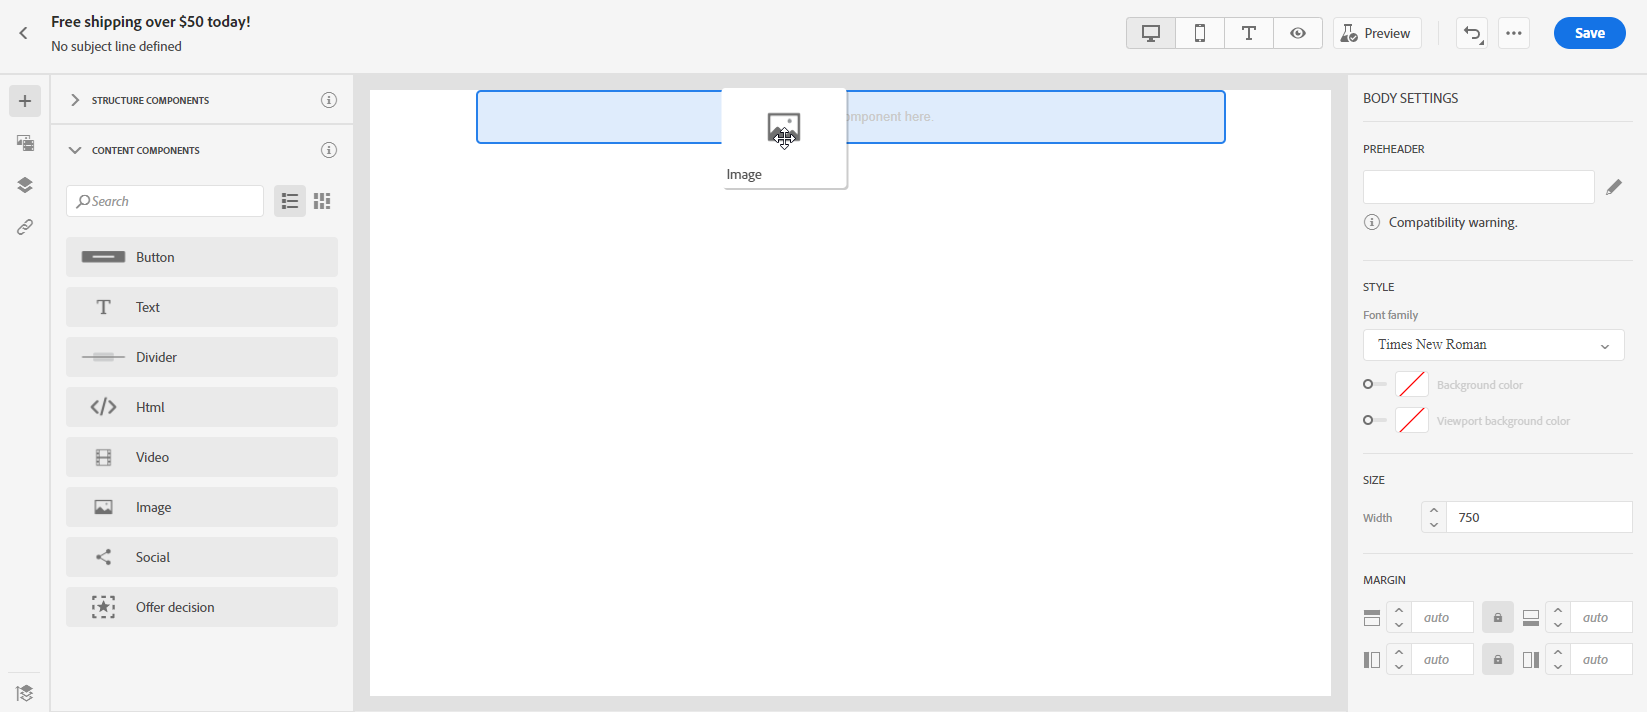 Free shipping over $50 today!
No subject line defined
Preview
Save
STRUCTURE COMPONENTS
CONTENT COMPONENTS
Search
Button
Text
Divider
Html
Video
Image
Social
Offer decision
component here.
Image
BODY SETTINGS
PREHEADER
Compatibility warning.
STYLE
Font family
Times New Roman
Background color
Viewport background color
SIZE
Width
750
MARGIN
auto
auto
auto
auto